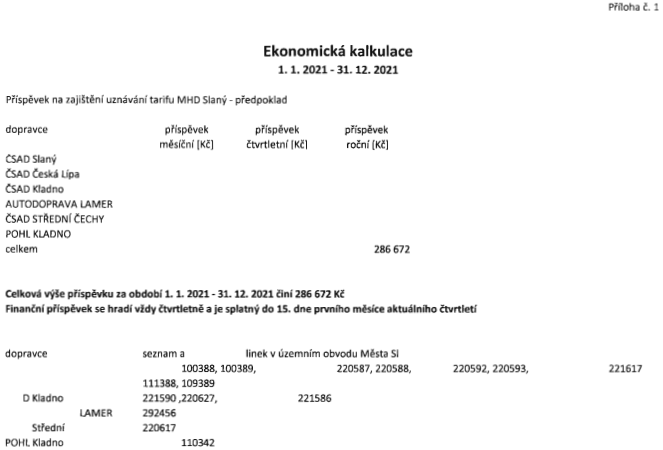 Příloha č. 1
Ekonomická kalkulace
1. 1. 2021 - 31. 12. 2021
Příspěvek na zajištění uznávání tarifu MHD Slaný - předpoklad
dopravce příspěvek příspěvek příspěvek
měsíční [Kč] čtvrtletní [Kč] roční [Kč]
ČSAD Slaný
ČSAD Česká Lípa
ČSAD Kladno
AUTODOPRAVA LAMER
ČSAD STŘEDNÍ ČECHY
POHL KLADNO
celkem 286 672
Celková výše příspěvku za období 1. 1. 2021 - 31. 12. 2021 činí 286 672 Kč
Finanční příspěvek se hradí vždy čtvrtletně a je splatný do 15. dne prvního měsíce aktuálního čtvrtletí
dopravce seznam a linek v územním obvodu Města Sl
100388, 100389, 220587, 220588, 220592, 220593, 221617
111388, 109389
D Kladno 221590 ,220627, 221586
LAMER 292456
Střední 220617
POHL Kladno 110342